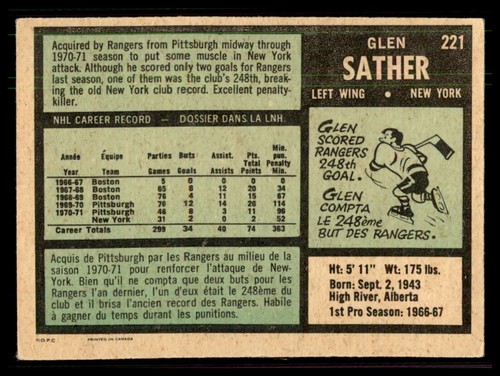 Acquired by Rangers from Pittsburgh midway through
1970-71 season to put some muscle in New York
attack. Although he scored only two goals for Rangers
last season, one of them was the club's 248th, break-
ing the old New York club record. Excellent penalty-
killer.
GLEN 221
SATHER
LEFT WING • NEW YORK
NHL CAREER RECORD — DOSSIER DANS LA LNH
Année Équipe Parties Buts Assist. Pts. Min. pun.
Year Team Games Goals Assists Total Points Min. Penalty
1966-67 Boston 5 0 0 0 0
1967-68 Boston 65 8 12 20 34
1968-69 Boston 76 4 11 15 67
1969-70 Pittsburgh 76 12 14 26 114
1970-71 Pittsburgh 46 8 3 11 96
New York 31 2 0 2 52
Career Totals 299 34 40 74 363
GLEN
SCORED
RANGERS
248th
GOAL.
GLEN
COMPTA
LE 248ème
BUT DES RANGERS.
Acquis de Pittsburgh par les Rangers au milieu de la
saison 1970-71 pour renforcer l'attaque de New-
York. Bien qu'il ne compta que deux buts pour les
Rangers l'an dernier, l'un d'eux était le 248ème du
club et il brisa l'ancien record des Rangers. Habile
à gagner du temps durant les punitions.
Ht: 5' 11" Wt: 175 lbs.
Born: Sept. 2, 1943
High River, Alberta
1st Pro Season: 1966-67
O.P.C. PRINTED IN CANADA